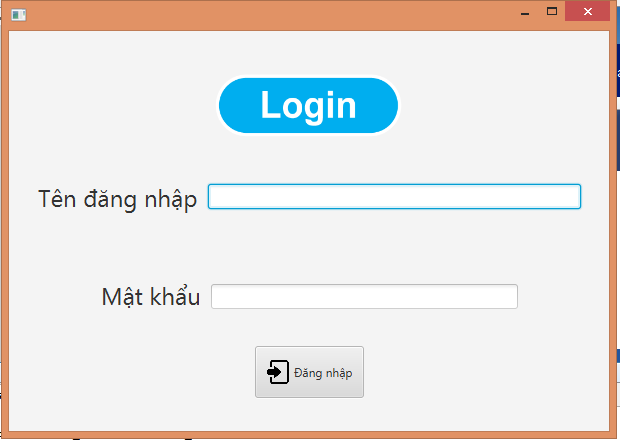 Login
Tên đăng nhập
Mật khẩu
Đăng nhập